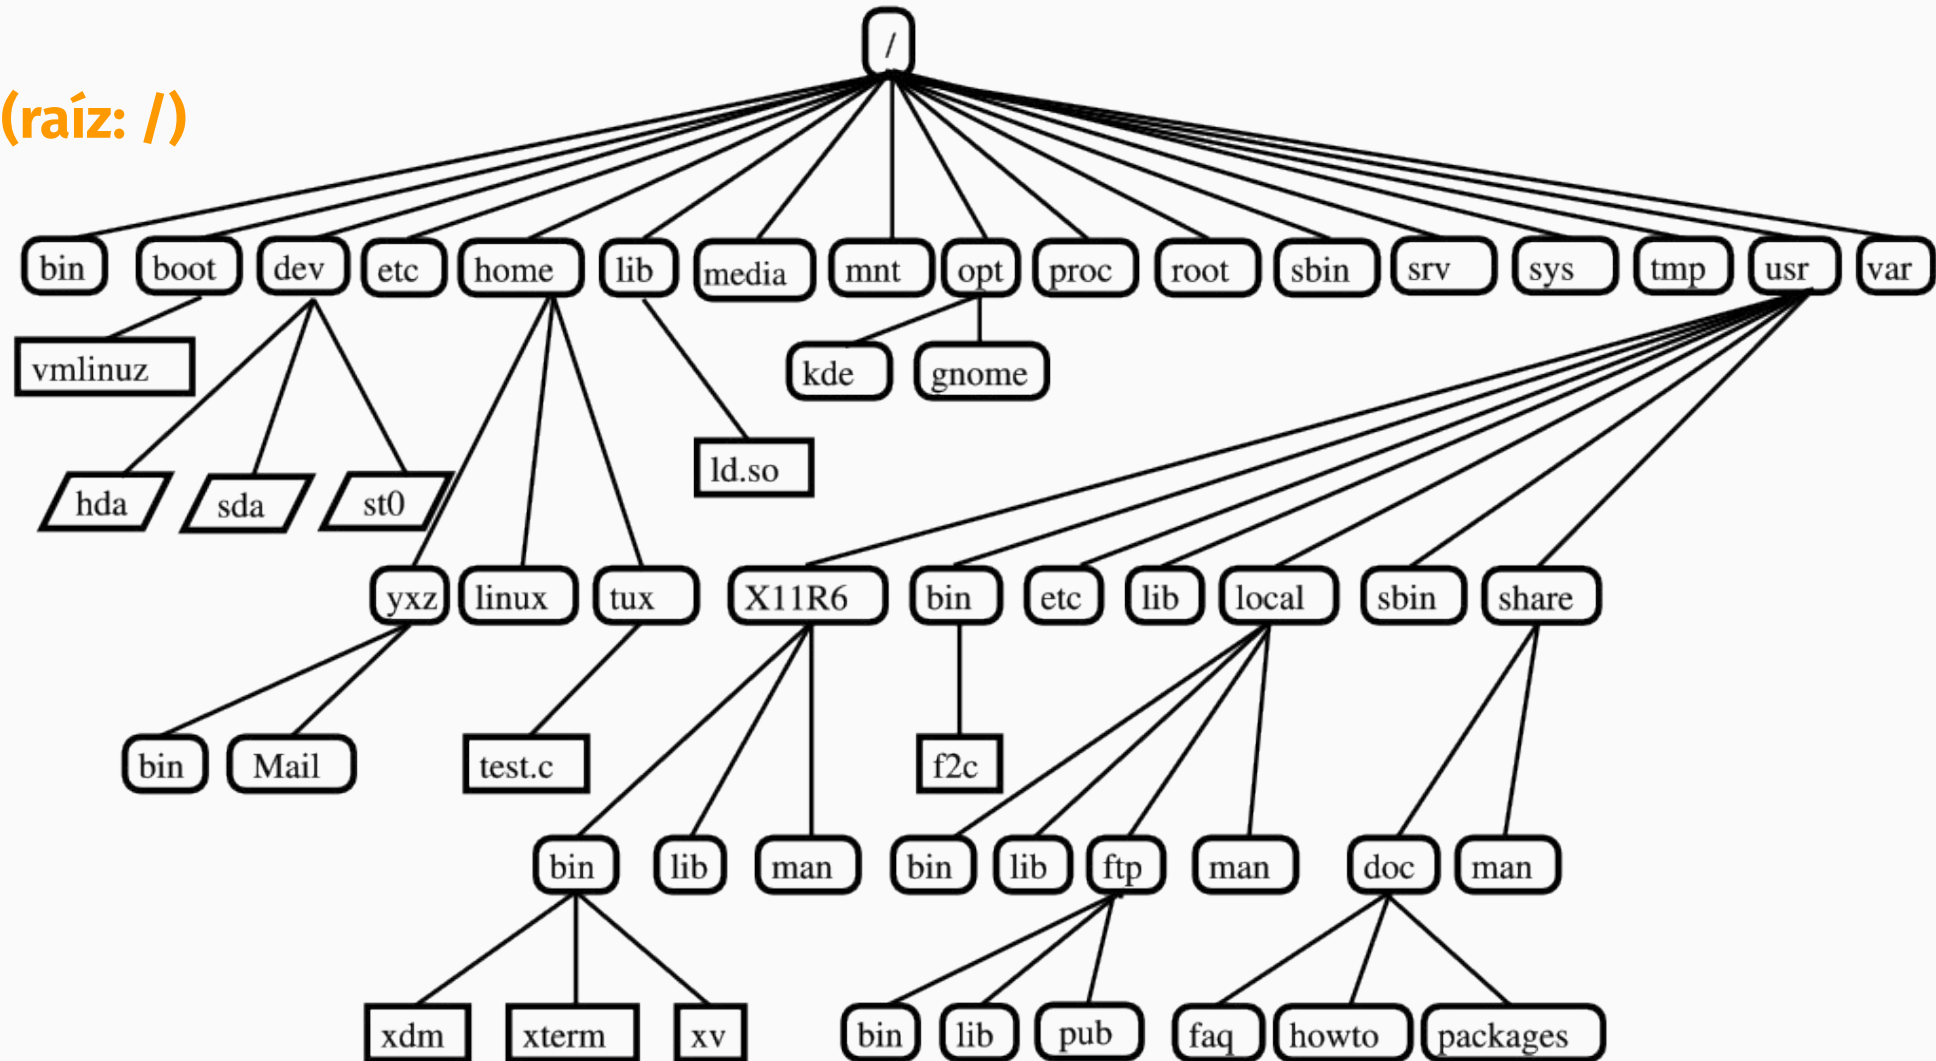 /
(raíz: /)
bin boot dev etc home lib media mnt opt proc root sbin srv sys tmp usr var
vmlinuz kde gnome
ld.so
hda sda st0
yxz linux tux X11R6 bin etc lib local sbin share
bin Mail test.c f2c
bin lib man bin lib ftp man doc man
xdm xterm xv bin lib pub faq howto packages